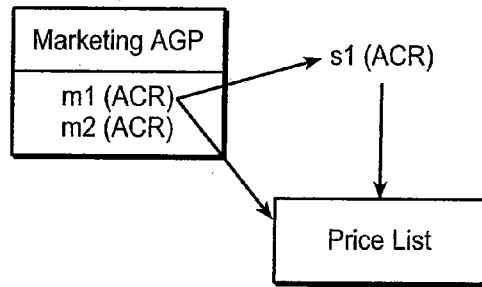 Marketing AGP
m1 (ACR)
m2 (ACR)
s1 (ACR)
Price List